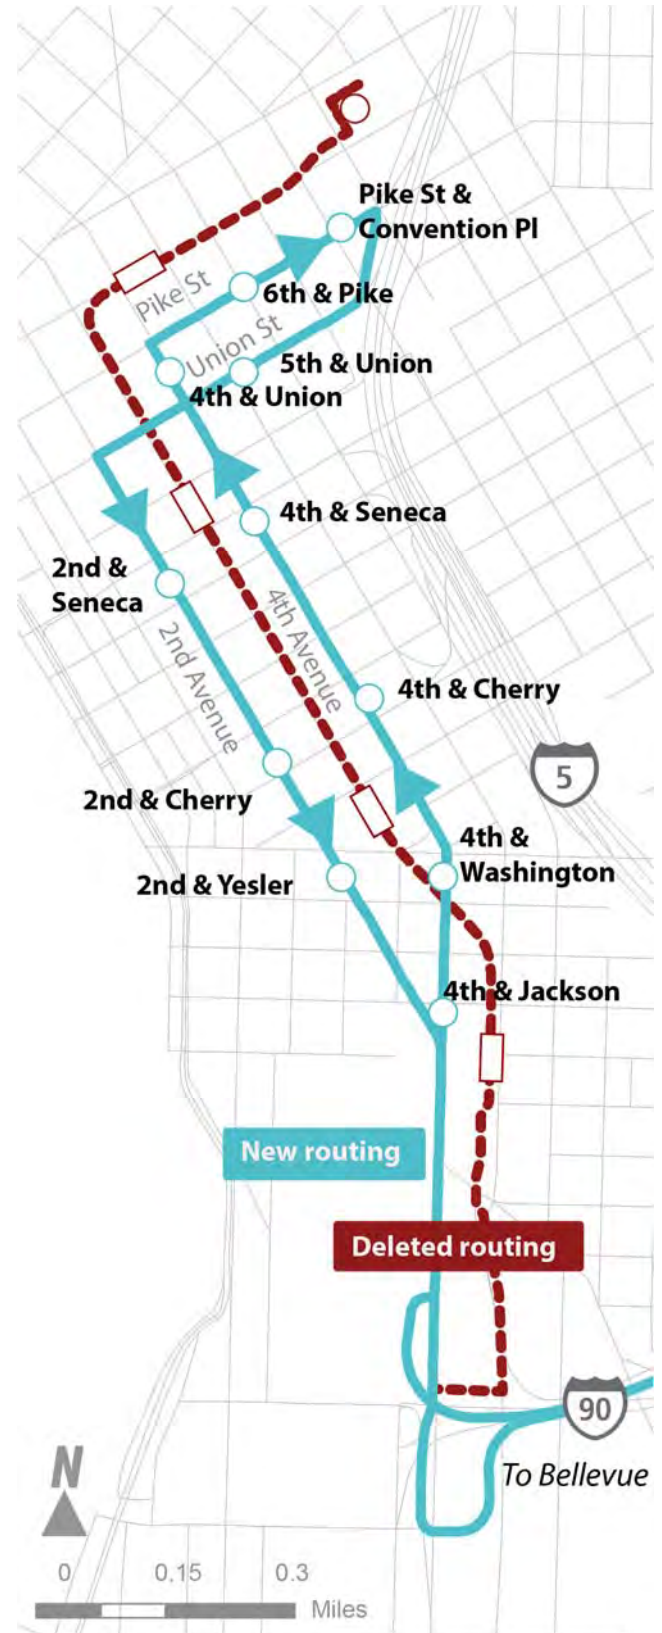 Pike St &
Convention Pl
Pike St
6th & Pike
Union St
5th & Union
4th & Union
4th & Seneca
2nd &
Seneca
4th Avenue
2nd Avenue
4th & Cherry
5
2nd & Cherry
4th &
Washington
2nd & Yesler
4th & Jackson
New routing
Deleted routing
90
To Bellevue
N
0 0.15 0.3
Miles